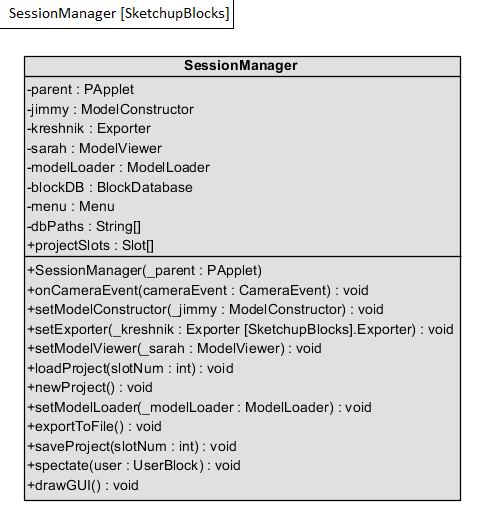 SessionManager [SketchupBlocks]
SessionManager
-parent : PApplet
-jimmy : ModelConstructor
-kreshnik : Exporter
-sarah : ModelViewer
-modelLoader : ModelLoader
-blockDB : BlockDatabase
-menu : Menu
-dbPaths : String[]
+projectSlots : Slot[]
+SessionManager(_parent : PApplet)
+onCameraEvent(cameraEvent : CameraEvent) : void
+setModelConstructor(_jimmy : ModelConstructor) : void
+setExporter(_kreshnik : Exporter [SketchupBlocks].Exporter) : void
+setModelViewer(_sarah : ModelViewer) : void
+loadProject(slotNum : int) : void
+newProject() : void
+setModelLoader(_modelLoader : ModelLoader) : void
+exportToFile() : void
+saveProject(slotNum : int) : void
+spectate(user : UserBlock) : void
+drawGUI() : void